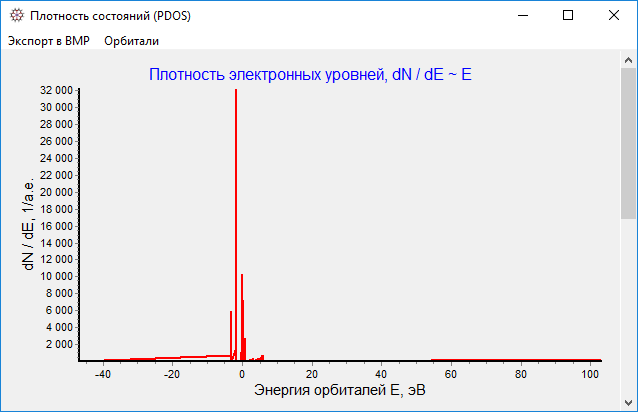 Плотность состояний (PDOS)
Экспорт в BMP Орбитали
Плотность электронных уровней, dN / dE ~ E
dN / dE, 1/а.е.
32 000
30 000
28 000
26 000
24 000
22 000
20 000
18 000
16 000
14 000
12 000
10 000
8 000
6 000
4 000
2 000
-40 -20 0 20 40 60 80 100
Энергия орбиталей E, эВ